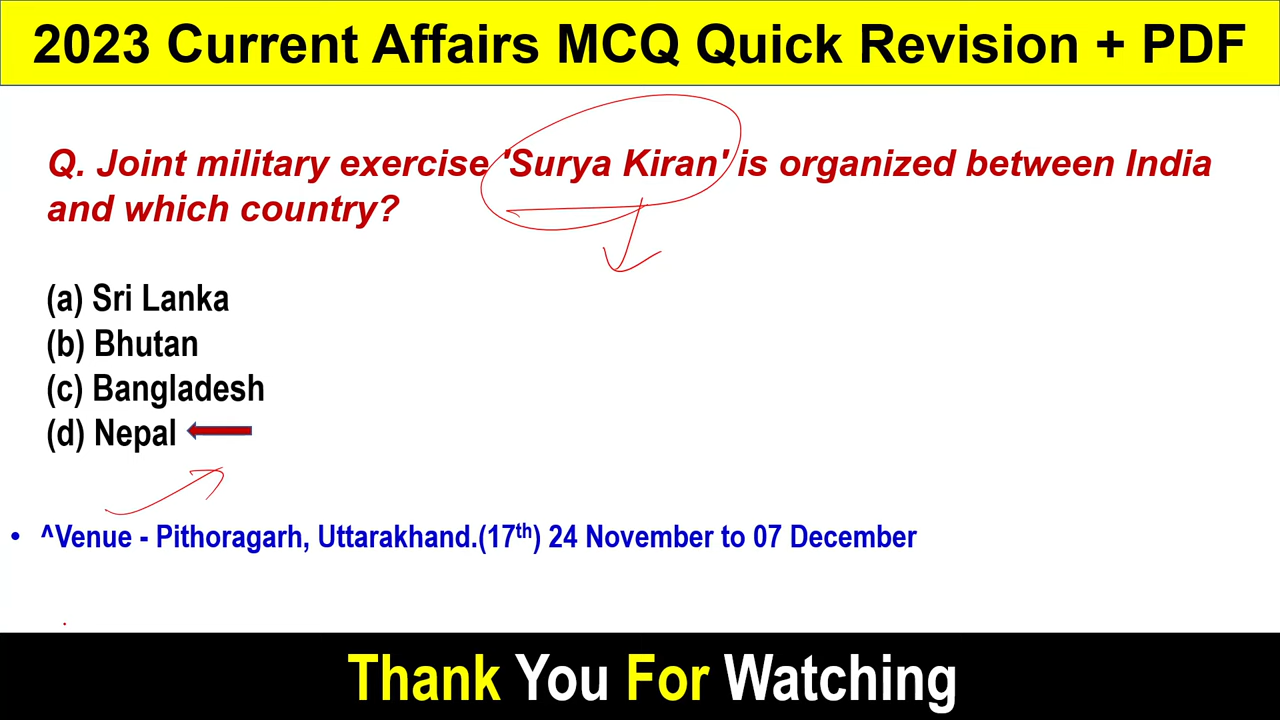 2023 Current Affairs MCQ Quick Revision + PDF
Q. Joint military exercise 'Surya Kiran' is organized between India
and which country?
(a) Sri Lanka
(b) Bhutan
(c) Bangladesh
(d) Nepal
• ^Venue - Pithoragarh, Uttarakhand.(17th) 24 November to 07 December
Thank You For Watching